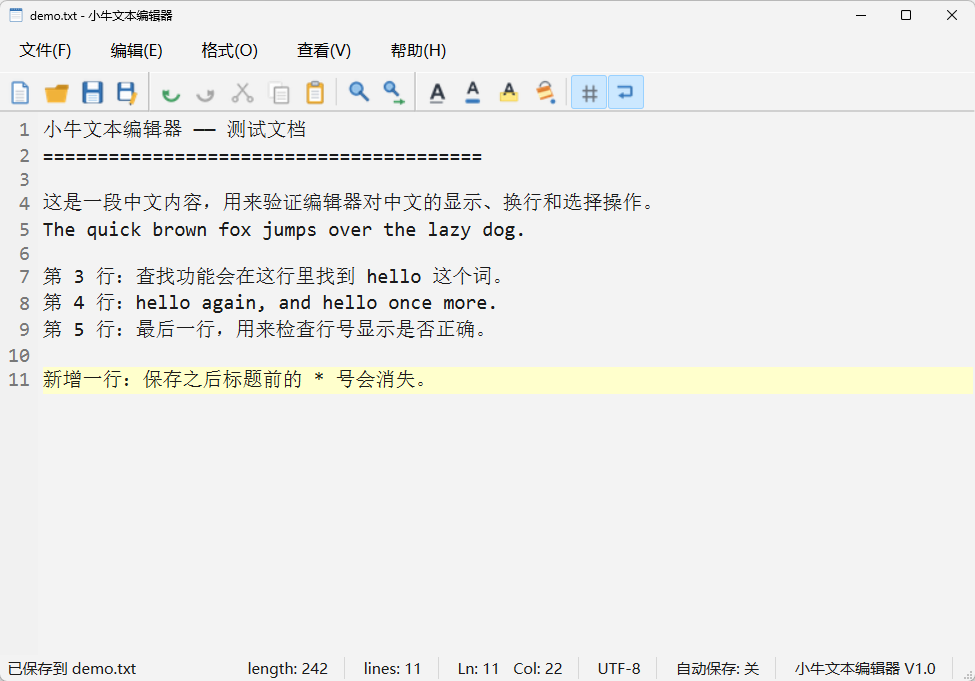 demo.txt - 小牛文本编辑器
文件(F) 编辑(E) 格式(O) 查看(V) 帮助(H)
1 小牛文本编辑器 —— 测试文档
2 ========================================
3
4 这是一段中文内容，用来验证编辑器对中文的显示、换行和选择操作。
5 The quick brown fox jumps over the lazy dog.
6
7 第 3 行：查找功能会在这行里找到 hello 这个词。
8 第 4 行：hello again, and hello once more.
9 第 5 行：最后一行，用来检查行号显示是否正确。
10
11 新增一行：保存之后标题前的 * 号会消失。
已保存到 demo.txt length: 242 lines: 11 Ln: 11 Col: 22 UTF-8 自动保存: 关 小牛文本编辑器 V1.0